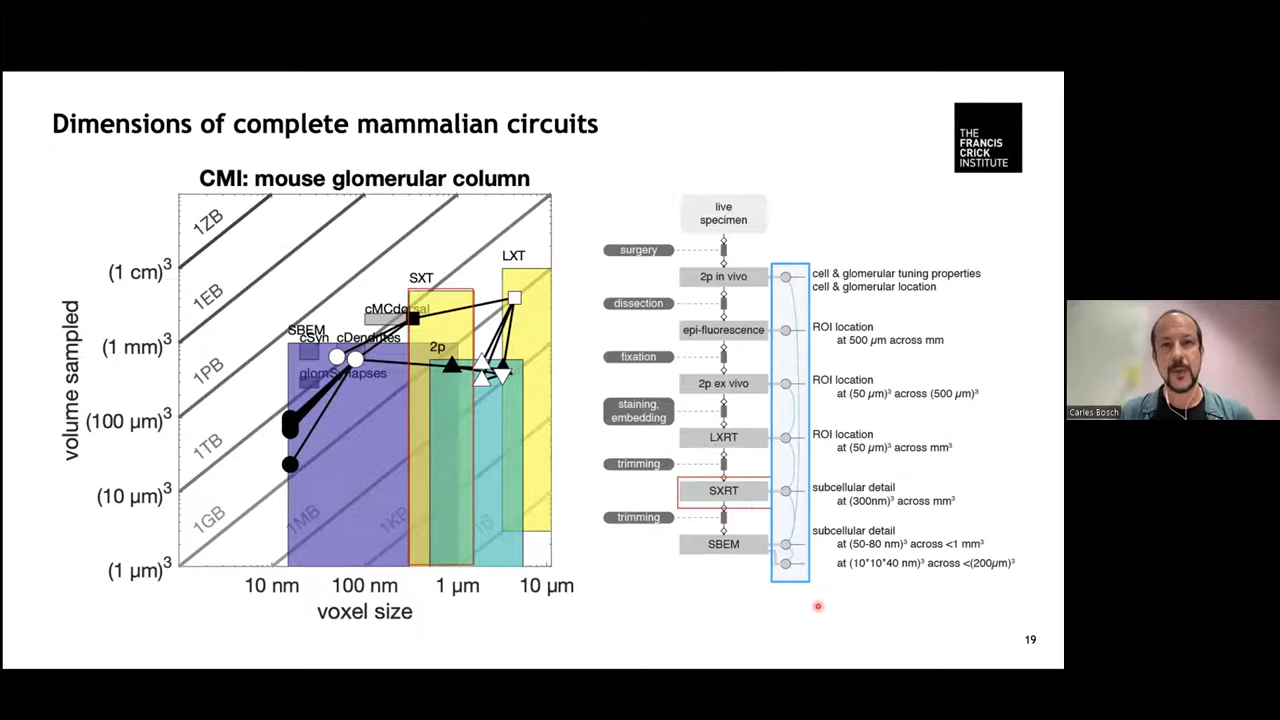 Dimensions of complete mammalian circuits
THE
FRANCIS
CRICK
INSTITUTE
CMI: mouse glomerular column
1ZB
1EB
1PB
1TB
1GB
1MB
1KB
LXT
SXT
cMCdorsal
SBEM
cSyn
cDendrites
2p
glomSynapses
volume sampled
(1 cm)³
(1 mm)³
(100 µm)³
(10 µm)³
(1 µm)³
10 nm
100 nm
1 µm
10 µm
voxel size
live
specimen
surgery
2p in vivo
cell & glomerular tuning properties
cell & glomerular location
dissection
epi-fluorescence
ROI location
at 500 µm across mm
fixation
2p ex vivo
ROI location
at (50 µm)³ across (500 µm)³
staining,
embedding
LXRT
ROI location
at (50 µm)³ across mm³
trimming
SXRT
subcellular detail
at (300nm)³ across mm³
trimming
SBEM
subcellular detail
at (50-80 nm)³ across <1 mm³
at (10*10*40 nm)³ across <(200µm)³
19
Carles Bosch